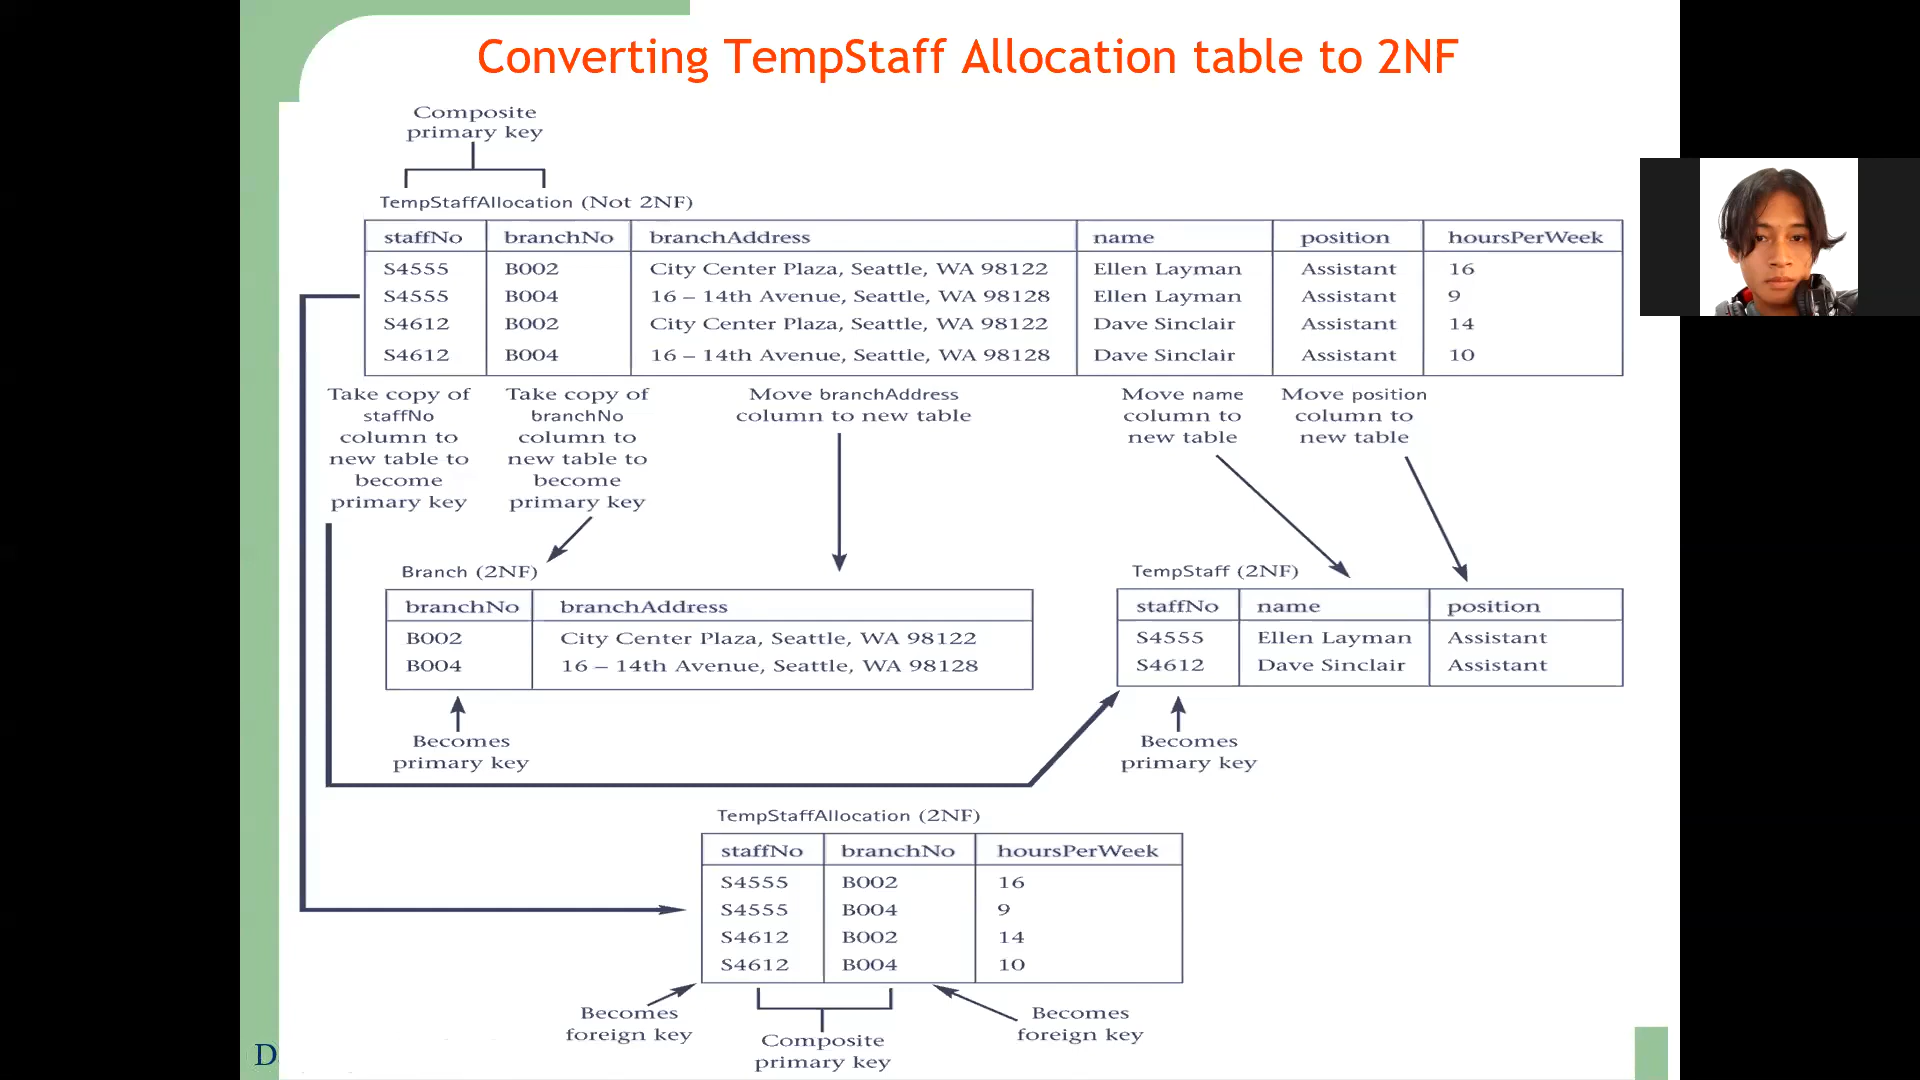 Converting TempStaff Allocation table to 2NF
Composite
primary key
TempStaffAllocation (Not 2NF)
staffNo branchNo branchAddress name position hoursPerWeek
S4555 B002 City Center Plaza, Seattle, WA 98122 Ellen Layman Assistant 16
S4555 B004 16 – 14th Avenue, Seattle, WA 98128 Ellen Layman Assistant 9
S4612 B002 City Center Plaza, Seattle, WA 98122 Dave Sinclair Assistant 14
S4612 B004 16 – 14th Avenue, Seattle, WA 98128 Dave Sinclair Assistant 10
Take copy of
staffNo
column to
new table to
become
primary key
Take copy of
branchNo
column to
new table to
become
primary key
Move branchAddress
column to new table
Move name
column to
new table
Move position
column to
new table
Branch (2NF)
branchNo branchAddress
B002 City Center Plaza, Seattle, WA 98122
B004 16 – 14th Avenue, Seattle, WA 98128
Becomes
primary key
TempStaff (2NF)
staffNo name position
S4555 Ellen Layman Assistant
S4612 Dave Sinclair Assistant
Becomes
primary key
TempStaffAllocation (2NF)
staffNo branchNo hoursPerWeek
S4555 B002 16
S4555 B004 9
S4612 B002 14
S4612 B004 10
Becomes
foreign key
Composite
primary key
Becomes
foreign key
D